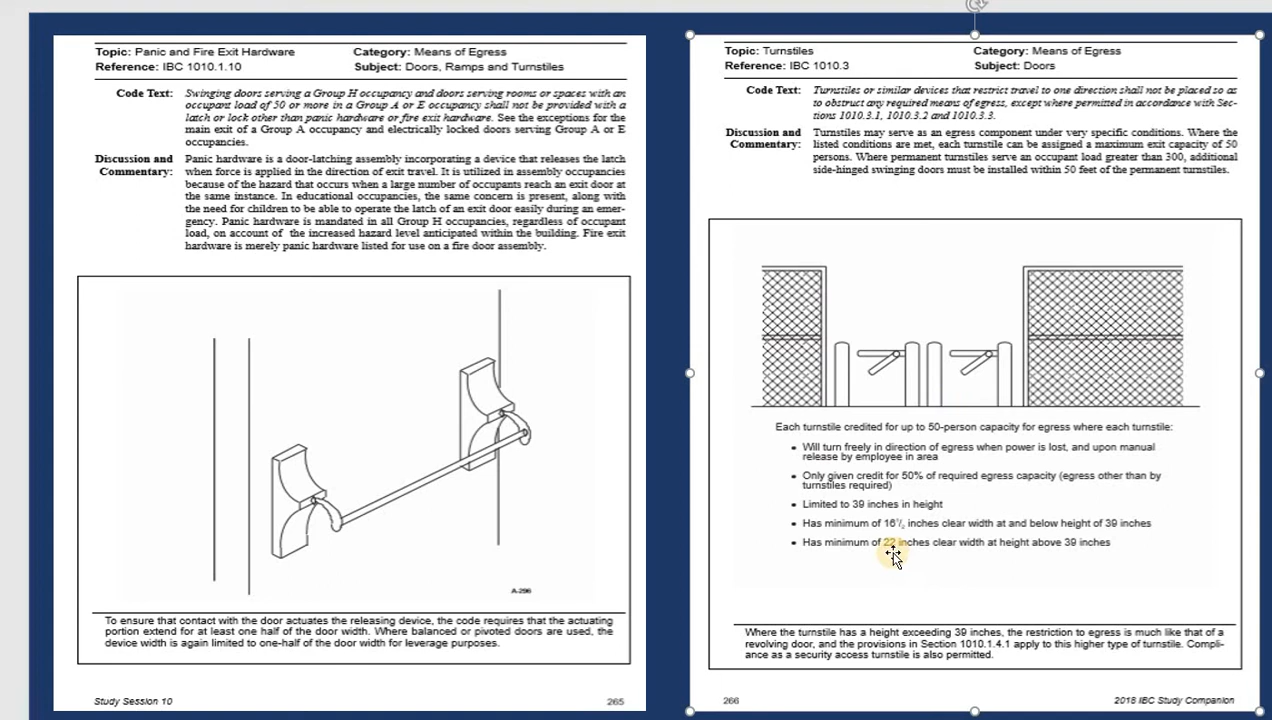 Topic: Panic and Fire Exit Hardware Category: Means of Egress
Reference: IBC 1010.1.10 Subject: Doors, Ramps and Turnstiles
Code Text: Swinging doors serving a Group H occupancy and doors serving rooms or spaces with an
occupant load of 50 or more in a Group A or E occupancy shall not be provided with a
latch or lock other than panic hardware or fire exit hardware. See the exceptions for the
main exit of a Group A occupancy and electrically locked doors serving Group A or E
occupancies.
Discussion and Panic hardware is a door-latching assembly incorporating a device that releases the latch
Commentary: when force is applied in the direction of exit travel. It is utilized in assembly occupancies
because of the hazard that occurs when a large number of occupants reach an exit door at
the same instance. In educational occupancies, the same concern is present, along with
the need for children to be able to operate the latch of an exit door easily during an emer-
gency. Panic hardware is mandated in all Group H occupancies, regardless of occupant
load, on account of the increased hazard level anticipated within the building. Fire exit
hardware is merely panic hardware listed for use on a fire door assembly.
A-296
To ensure that contact with the door actuates the releasing device, the code requires that the actuating
portion extend for at least one half of the door width. Where balanced or pivoted doors are used, the
device width is again limited to one-half of the door width for leverage purposes.
Study Session 10 265
Topic: Turnstiles Category: Means of Egress
Reference: IBC 1010.3 Subject: Doors
Code Text: Turnstiles or similar devices that restrict travel to one direction shall not be placed so as
to obstruct any required means of egress, except where permitted in accordance with Sec-
tions 1010.3.1, 1010.3.2 and 1010.3.3.
Discussion and Turnstiles may serve as an egress component under very specific conditions. Where the
Commentary: listed conditions are met, each turnstile can be assigned a maximum exit capacity of 50
persons. Where permanent turnstiles serve an occupant load greater than 300, additional
side-hinged swinging doors must be installed within 50 feet of the permanent turnstiles.
Each turnstile credited for up to 50-person capacity for egress where each turnstile:
• Will turn freely in direction of egress when power is lost, and upon manual
release by employee in area
• Only given credit for 50% of required egress capacity (egress other than by
turnstiles required)
• Limited to 39 inches in height
• Has minimum of 16½ inches clear width at and below height of 39 inches
• Has minimum of 22 inches clear width at height above 39 inches
Where the turnstile has a height exceeding 39 inches, the restriction to egress is much like that of a
revolving door, and the provisions in Section 1010.1.4.1 apply to this higher type of turnstile. Compli-
ance as a security access turnstile is also permitted.
266 2018 IBC Study Companion